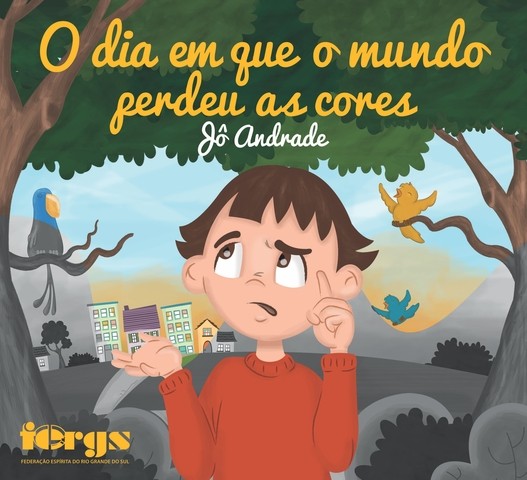 O dia em que o mundo
perdeu as cores
Jô Andrade
fergs
FEDERAÇÃO ESPÍRITA DO RIO GRANDE DO SUL